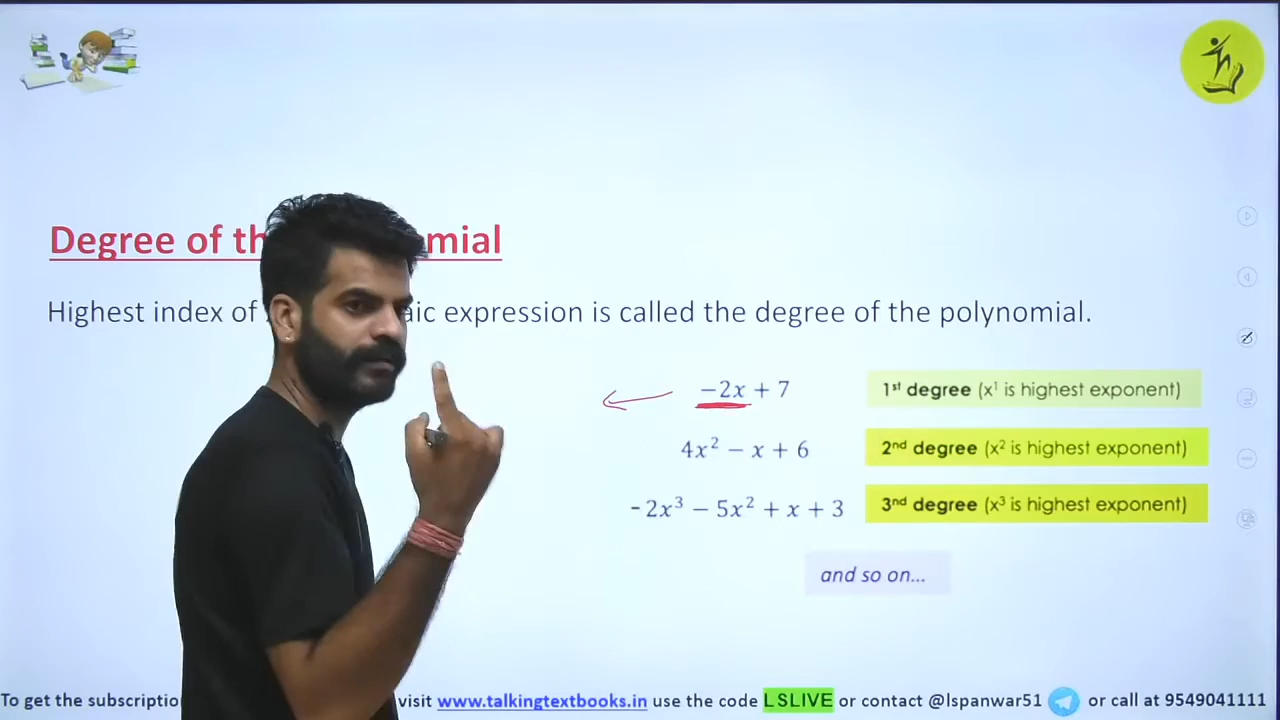 Degree of th mial
Highest index of aic expression is called the degree of the polynomial.
−2x + 7 1ˢᵗ degree (x¹ is highest exponent)
4x² − x + 6 2ⁿᵈ degree (x² is highest exponent)
-2x³ − 5x² + x + 3 3ⁿᵈ degree (x³ is highest exponent)
and so on...
To get the subscriptio visit www.talkingtextbooks.in use the code LSLIVE or contact @lspanwar51 or call at 9549041111